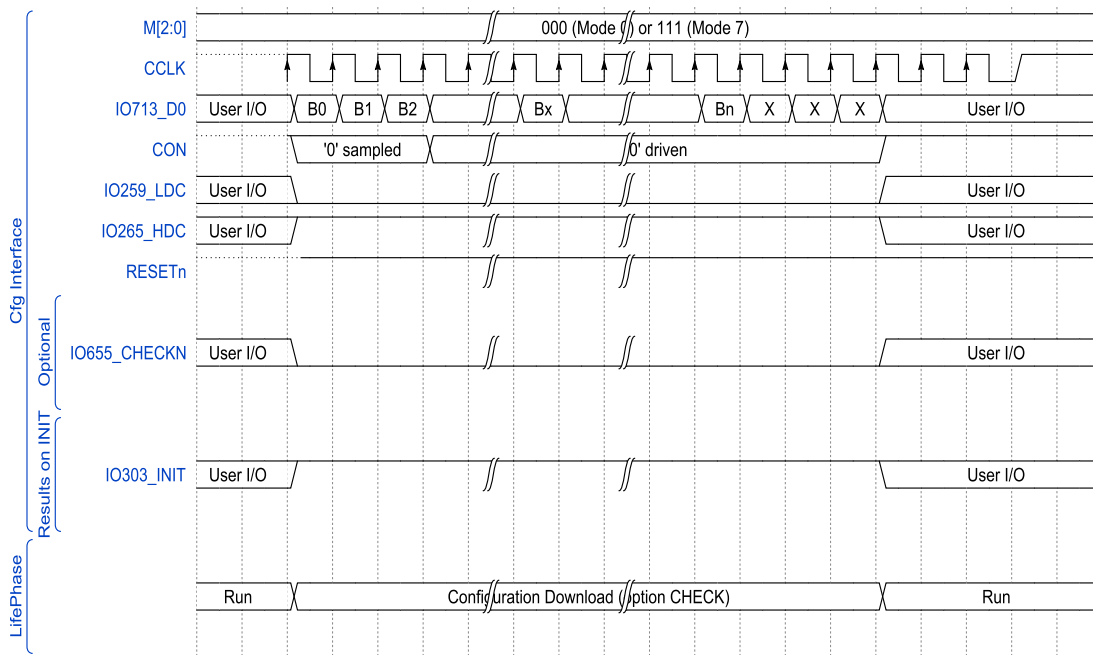 M[2:0] 000 (Mode 0) or 111 (Mode 7)
CCLK
IO713_D0 User I/O B0 B1 B2 Bx Bn X X X User I/O
CON '0' sampled 0' driven
IO259_LDC User I/O User I/O
IO265_HDC User I/O User I/O
RESETn
IO655_CHECKN User I/O User I/O
IO303_INIT User I/O User I/O
Run Configuration Download (option CHECK) Run
Cfg Interface
Optional
Results on INIT
LifePhase